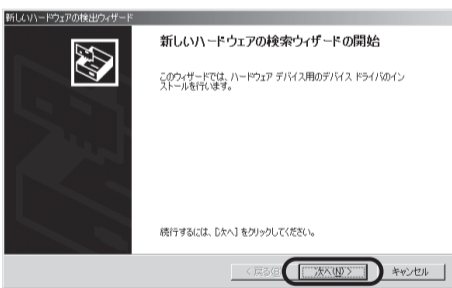 新しいハードウェアの検出ウィザード
新しいハードウェアの検索ウィザードの開始
このウィザードでは、ハードウェア デバイス用のデバイス ドライバのイン
ストールを行います。
続行するには、[次へ] をクリックしてください。
< 戻る(B) 次へ(N) > キャンセル